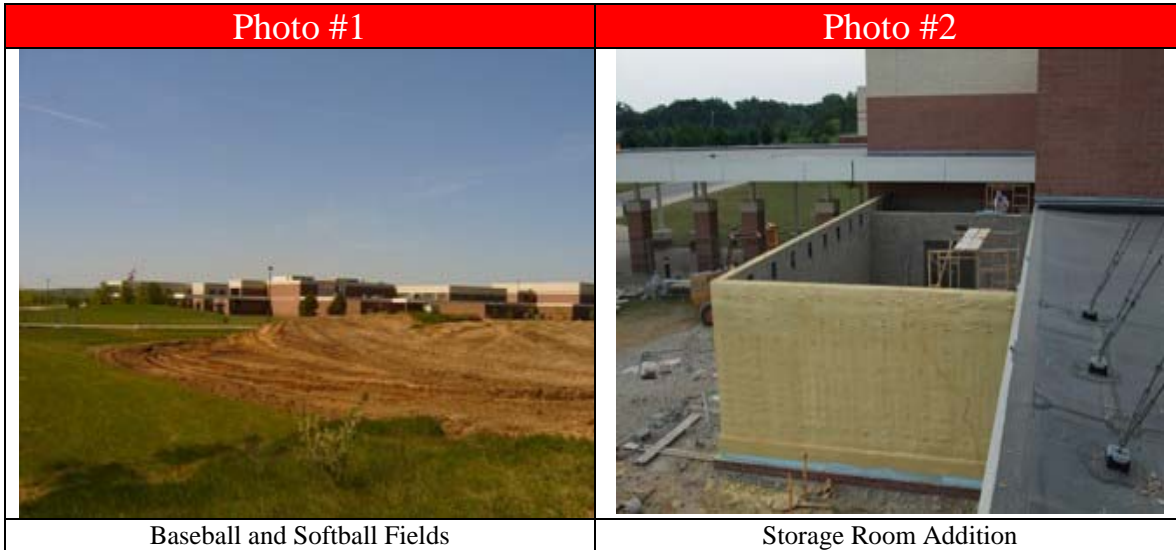 Photo #1
Photo #2
Baseball and Softball Fields
Storage Room Addition